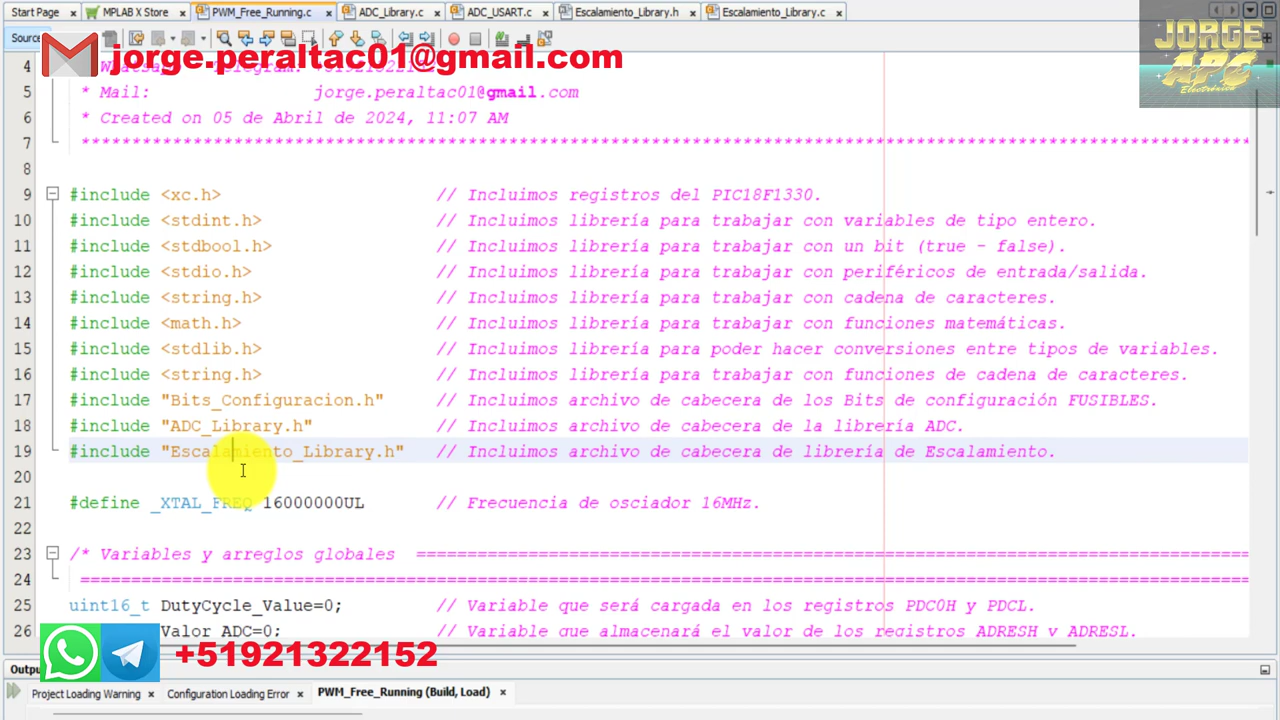 Start Page MPLAB X Store PWM_Free_Running.c ADC_Library.c ADC_USART.c Escalamiento_Library.h Escalamiento_Library.c
Source
jorge.peraltac01@gmail.com
JORGE
APC
Electrónica
4
5 * Mail: jorge.peraltac01@gmail.com
6 * Created on 05 de Abril de 2024, 11:07 AM
7 ********************************************************************************************************************
8
9 #include <xc.h> // Incluimos registros del PIC18F1330.
10 #include <stdint.h> // Incluimos librería para trabajar con variables de tipo entero.
11 #include <stdbool.h> // Incluimos librería para trabajar con un bit (true - false).
12 #include <stdio.h> // Incluimos librería para trabajar con periféricos de entrada/salida.
13 #include <string.h> // Incluimos librería para trabajar con cadena de caracteres.
14 #include <math.h> // Incluimos librería para trabajar con funciones matemáticas.
15 #include <stdlib.h> // Incluimos librería para poder hacer conversiones entre tipos de variables.
16 #include <string.h> // Incluimos librería para trabajar con funciones de cadena de caracteres.
17 #include "Bits_Configuracion.h" // Incluimos archivo de cabecera de los Bits de configuración FUSIBLES.
18 #include "ADC_Library.h" // Incluimos archivo de cabecera de la librería ADC.
19 #include "Escalamiento_Library.h" // Incluimos archivo de cabecera de librería de Escalamiento.
20
21 #define _XTAL_FREQ 16000000UL // Frecuencia de osciador 16MHz.
22
23 /* Variables y arreglos globales ==================================================================================
24 ===================================================================================================================
25 uint16_t DutyCycle_Value=0; // Variable que será cargada en los registros PDC0H y PDCL.
26 Valor_ADC=0; // Variable que almacenará el valor de los registros ADRESH y ADRESL.
+51921322152
Outpu
Project Loading Warning Configuration Loading Error PWM_Free_Running (Build, Load)